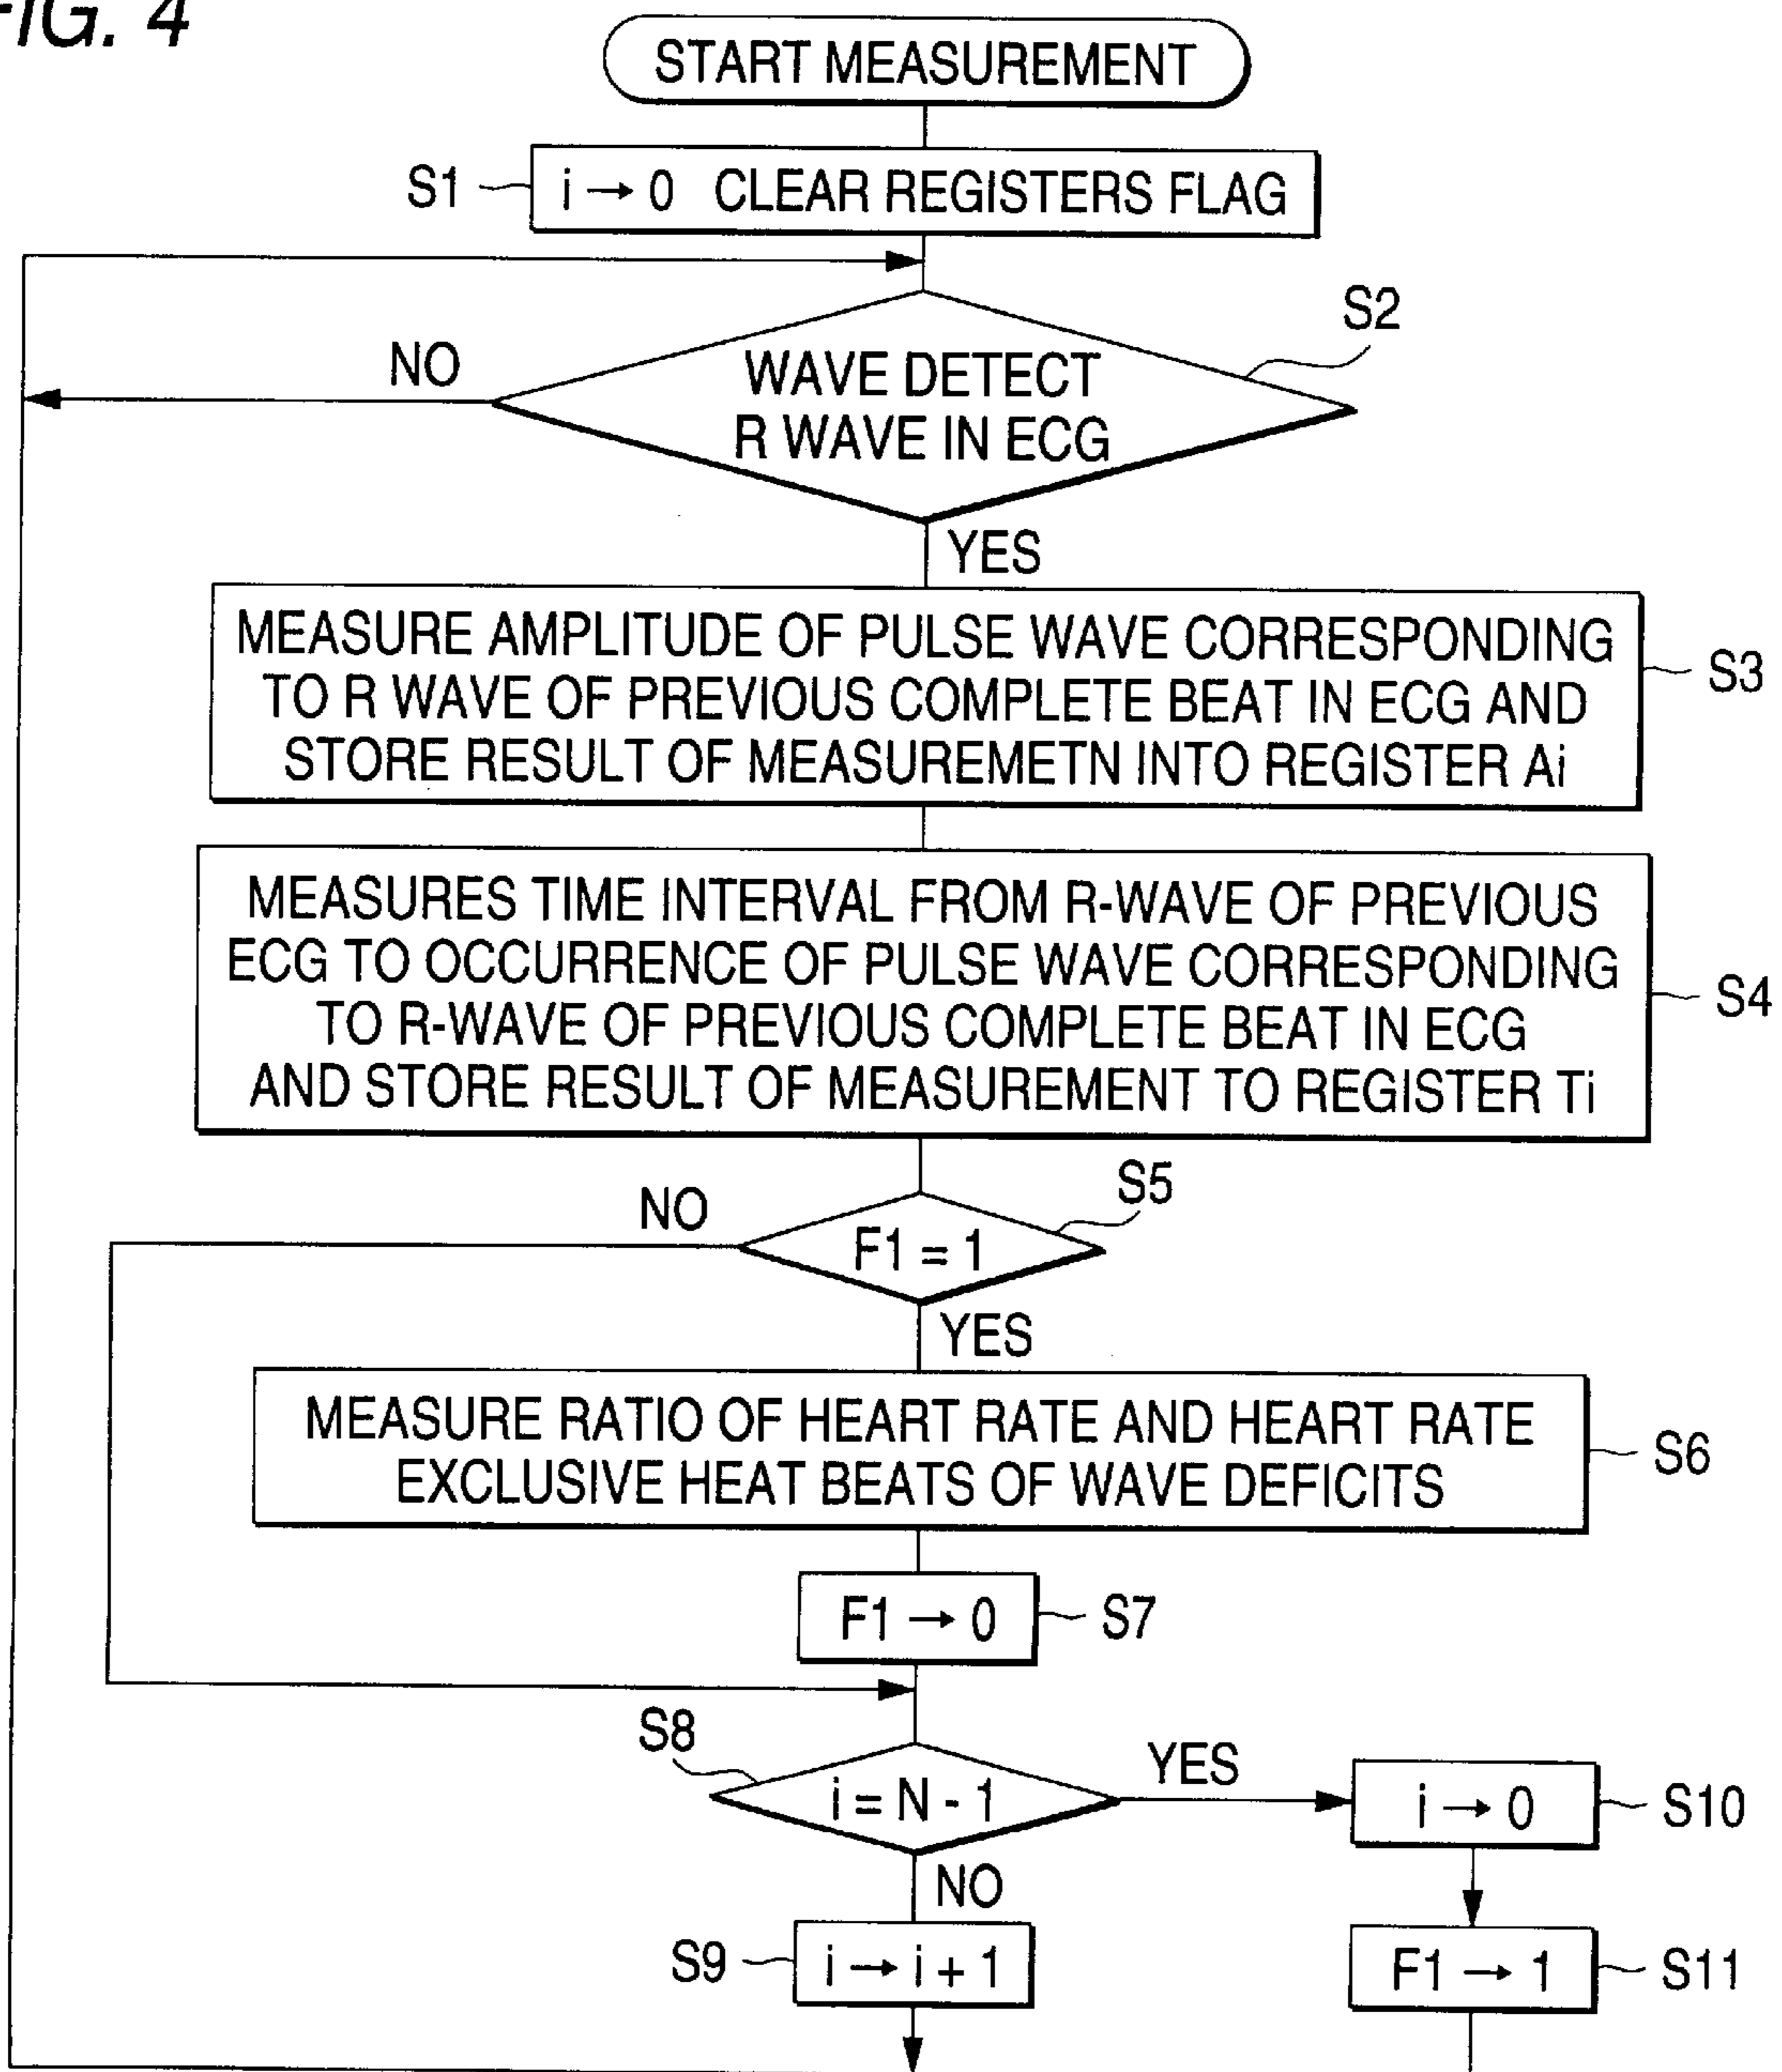 FIG. 4
START MEASUREMENT
S1
i → 0 CLEAR REGISTERS FLAG
S2
NO
WAVE DETECT
R WAVE IN ECG
YES
MEASURE AMPLITUDE OF PULSE WAVE CORRESPONDING
TO R WAVE OF PREVIOUS COMPLETE BEAT IN ECG AND
STORE RESULT OF MEASUREMETN INTO REGISTER Ai
S3
MEASURES TIME INTERVAL FROM R-WAVE OF PREVIOUS
ECG TO OCCURRENCE OF PULSE WAVE CORRESPONDING
TO R-WAVE OF PREVIOUS COMPLETE BEAT IN ECG
AND STORE RESULT OF MEASUREMENT TO REGISTER Ti
S4
S5
NO
F1 = 1
YES
MEASURE RATIO OF HEART RATE AND HEART RATE
EXCLUSIVE HEAT BEATS OF WAVE DEFICITS
S6
F1 → 0
S7
S8
i = N - 1
YES
i → 0
S10
NO
S9
i → i + 1
F1 → 1
S11